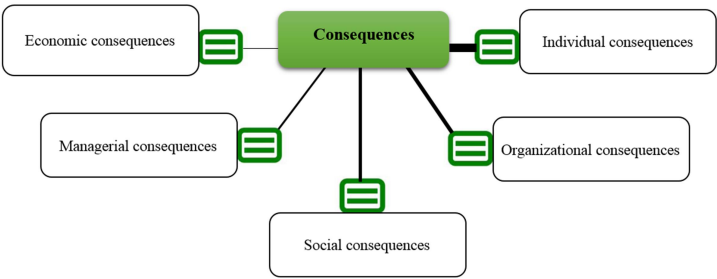 Consequences
Economic consequences
Individual consequences
Managerial consequences
Organizational consequences
Social consequences